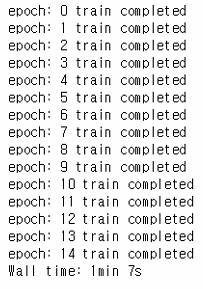 epoch: 0 train completed
epoch: 1 train completed
epoch: 2 train completed
epoch: 3 train completed
epoch: 4 train completed
epoch: 5 train completed
epoch: 6 train completed
epoch: 7 train completed
epoch: 8 train completed
epoch: 9 train completed
epoch: 10 train completed
epoch: 11 train completed
epoch: 12 train completed
epoch: 13 train completed
epoch: 14 train completed
Wall time: 1min 7s